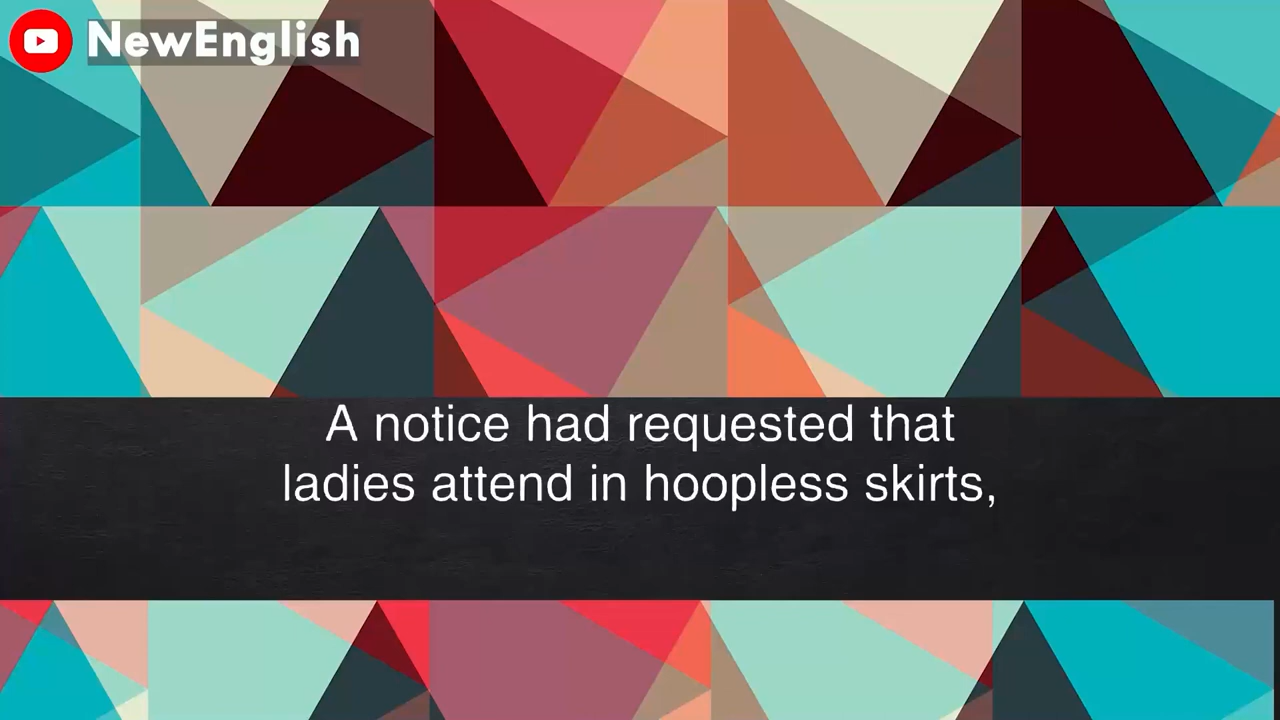 NewEnglish
A notice had requested that
ladies attend in hoopless skirts,